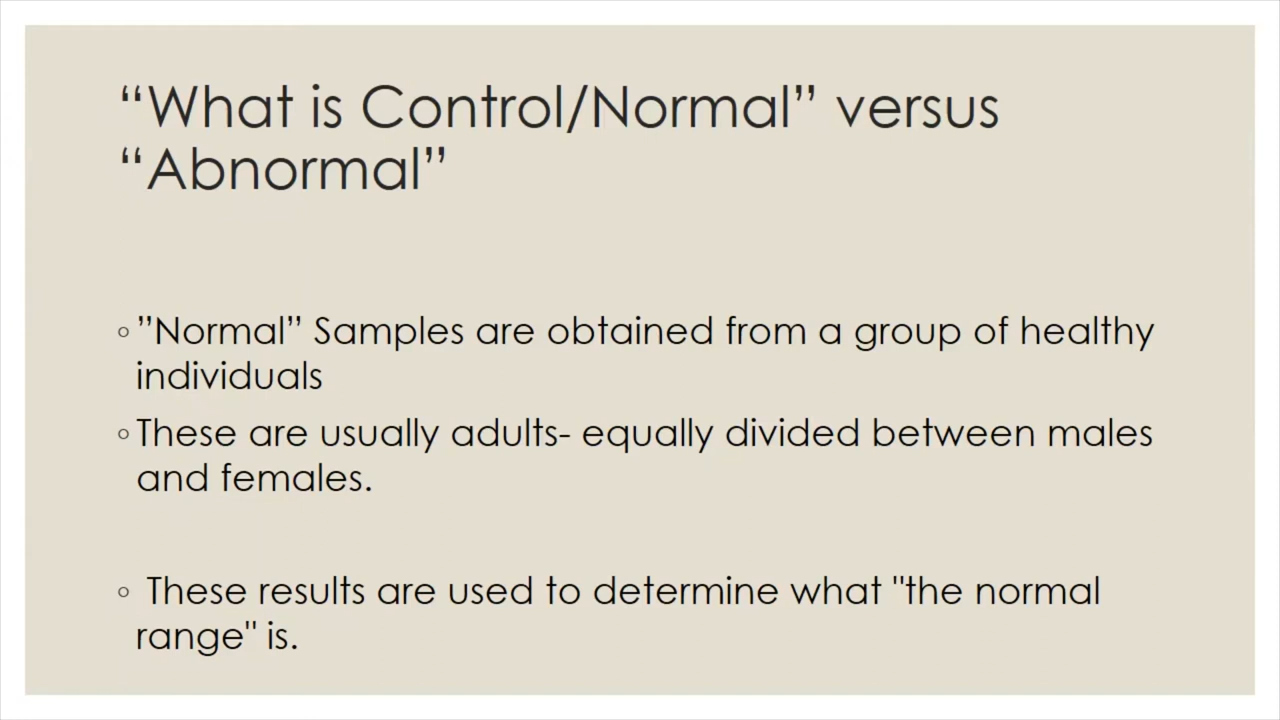 “What is Control/Normal” versus
“Abnormal”
◦”Normal” Samples are obtained from a group of healthy
individuals
◦These are usually adults- equally divided between males
and females.
◦ These results are used to determine what "the normal
range" is.